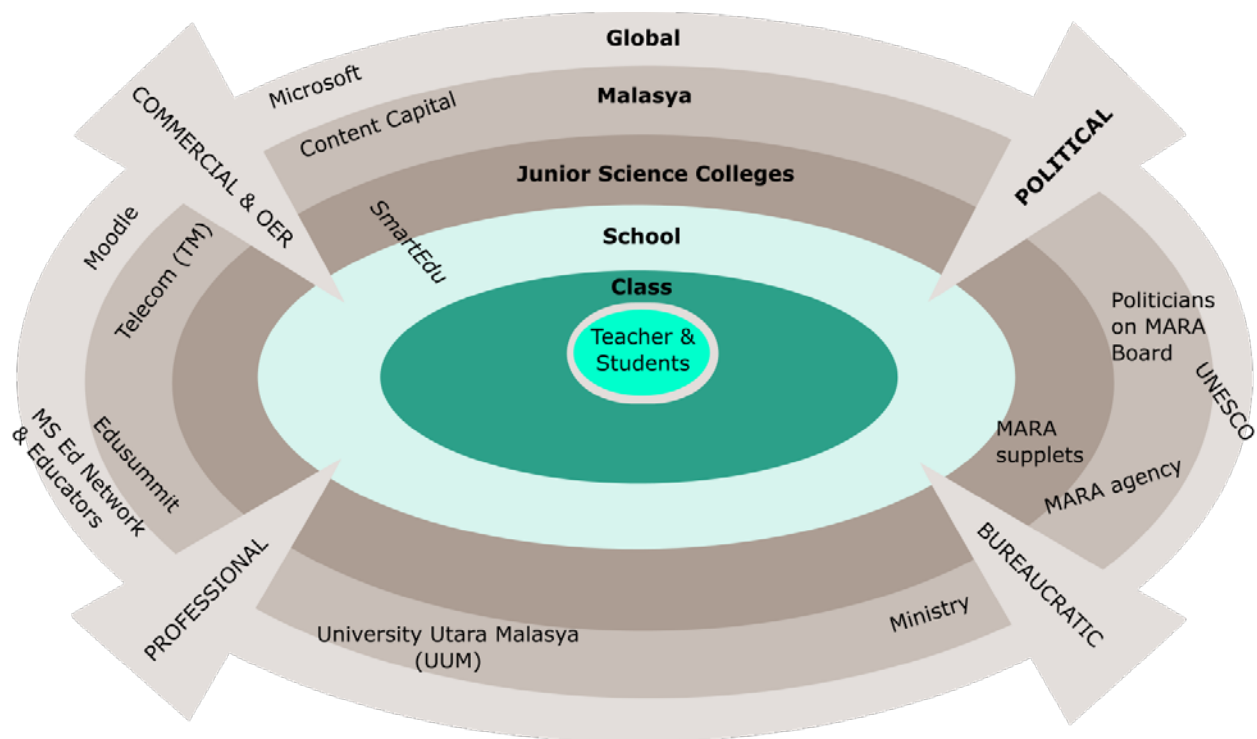 Global
Microsoft
Malasya
Content Capital
COMMERCIAL & OER
POLITICAL
Junior Science Colleges
SmartEdu
School
Moodle
Telecom (TM)
Class
Teacher &
Students
Politicians
on MARA
Board
UNESCO
MS Ed Network
& Educators
Edusummit
MARA
supplets
MARA agency
PROFESSIONAL
BUREAUCRATIC
Ministry
University Utara Malasya
(UUM)